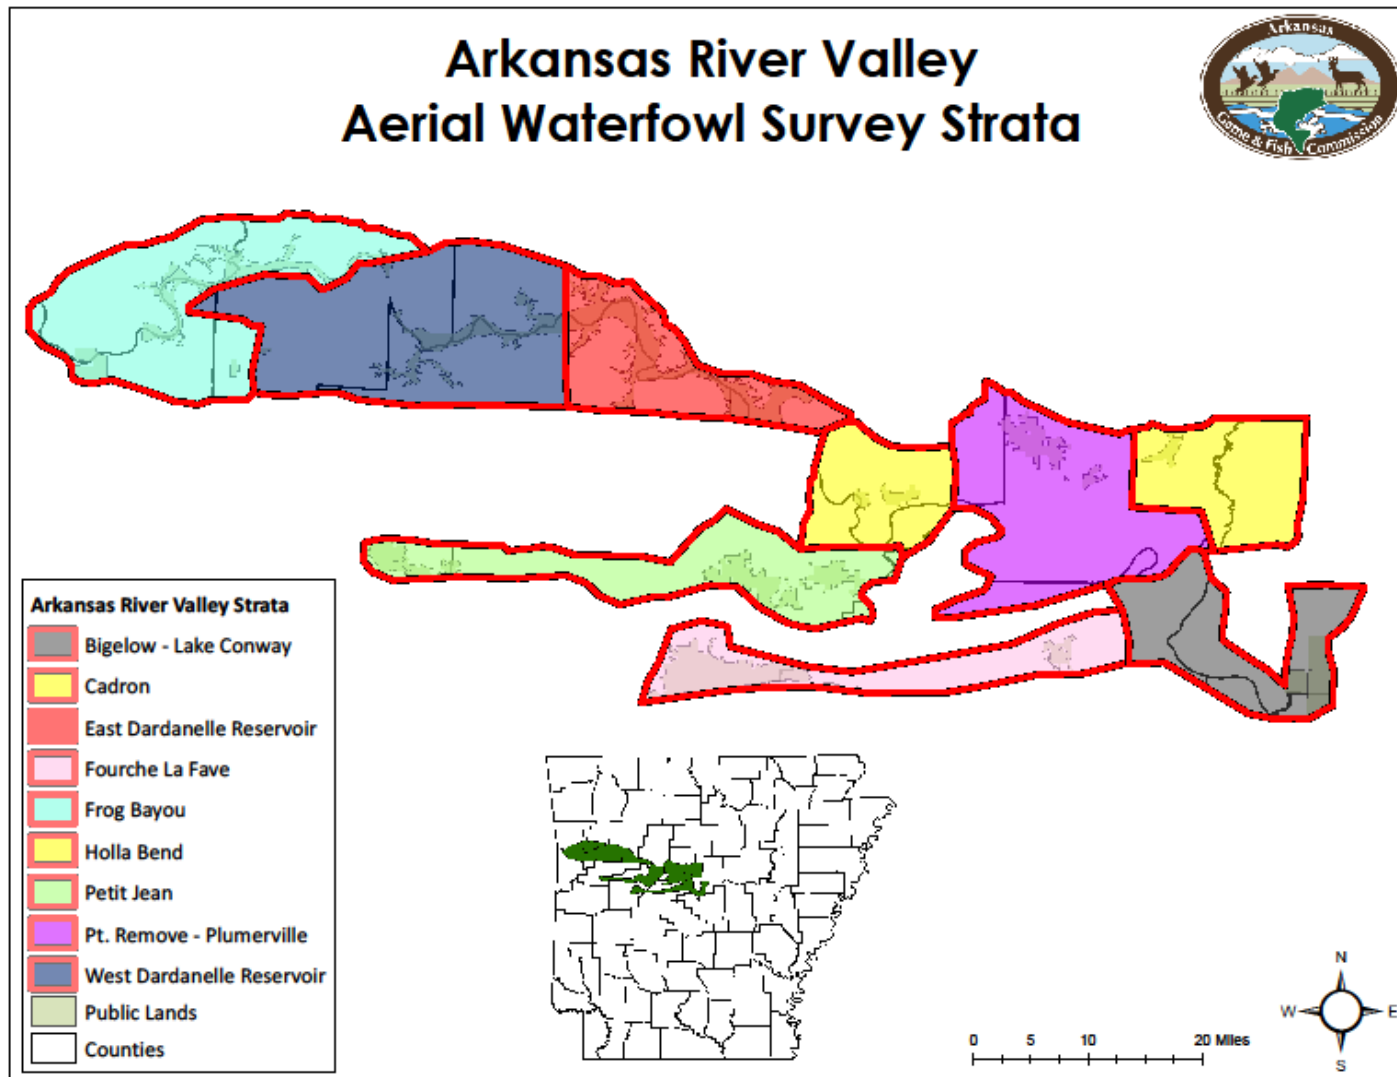 Arkansas River Valley
Aerial Waterfowl Survey Strata
Arkansas
Game & Fish Commission
Arkansas River Valley Strata
Bigelow - Lake Conway
Cadron
East Dardanelle Reservoir
Fourche La Fave
Frog Bayou
Holla Bend
Petit Jean
Pt. Remove - Plumerville
West Dardanelle Reservoir
Public Lands
Counties
N
W E
S
0 5 10 20 Miles